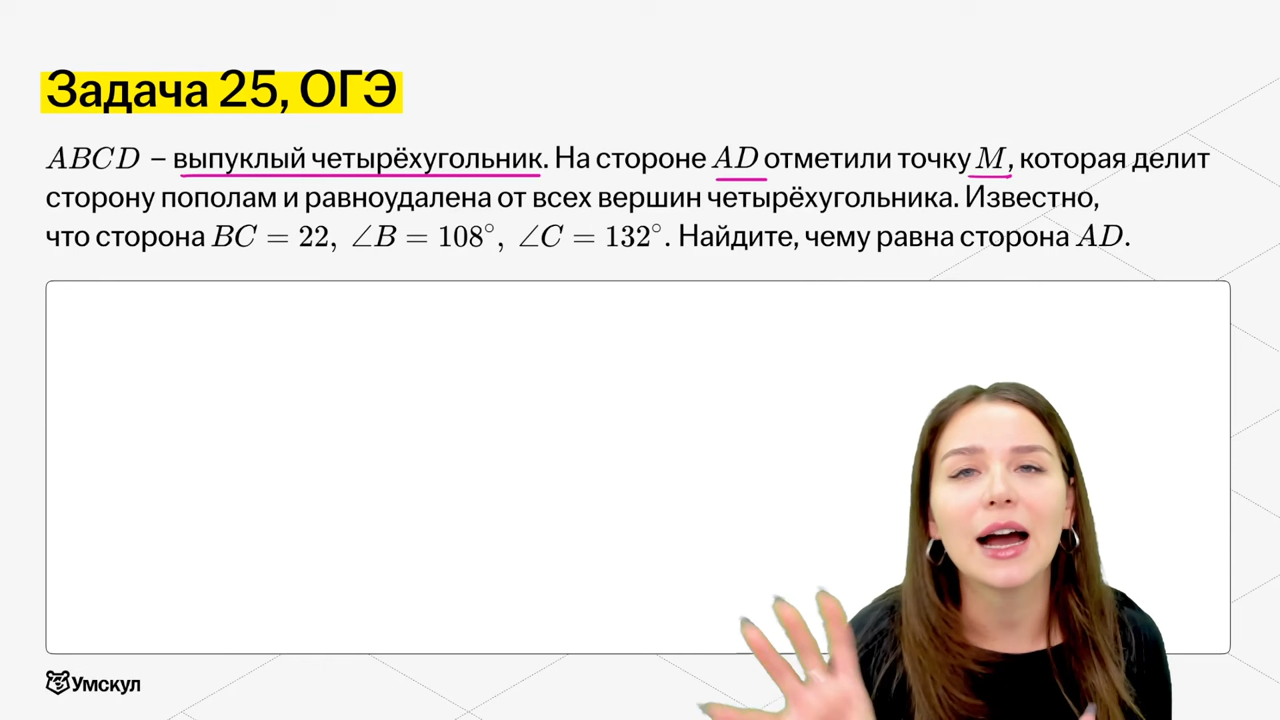 Задача 25, ОГЭ
ABCD – выпуклый четырёхугольник. На стороне AD отметили точку M, которая делит
сторону пополам и равноудалена от всех вершин четырёхугольника. Известно,
что сторона BC = 22, ∠B = 108°, ∠C = 132°. Найдите, чему равна сторона AD.
Умскул